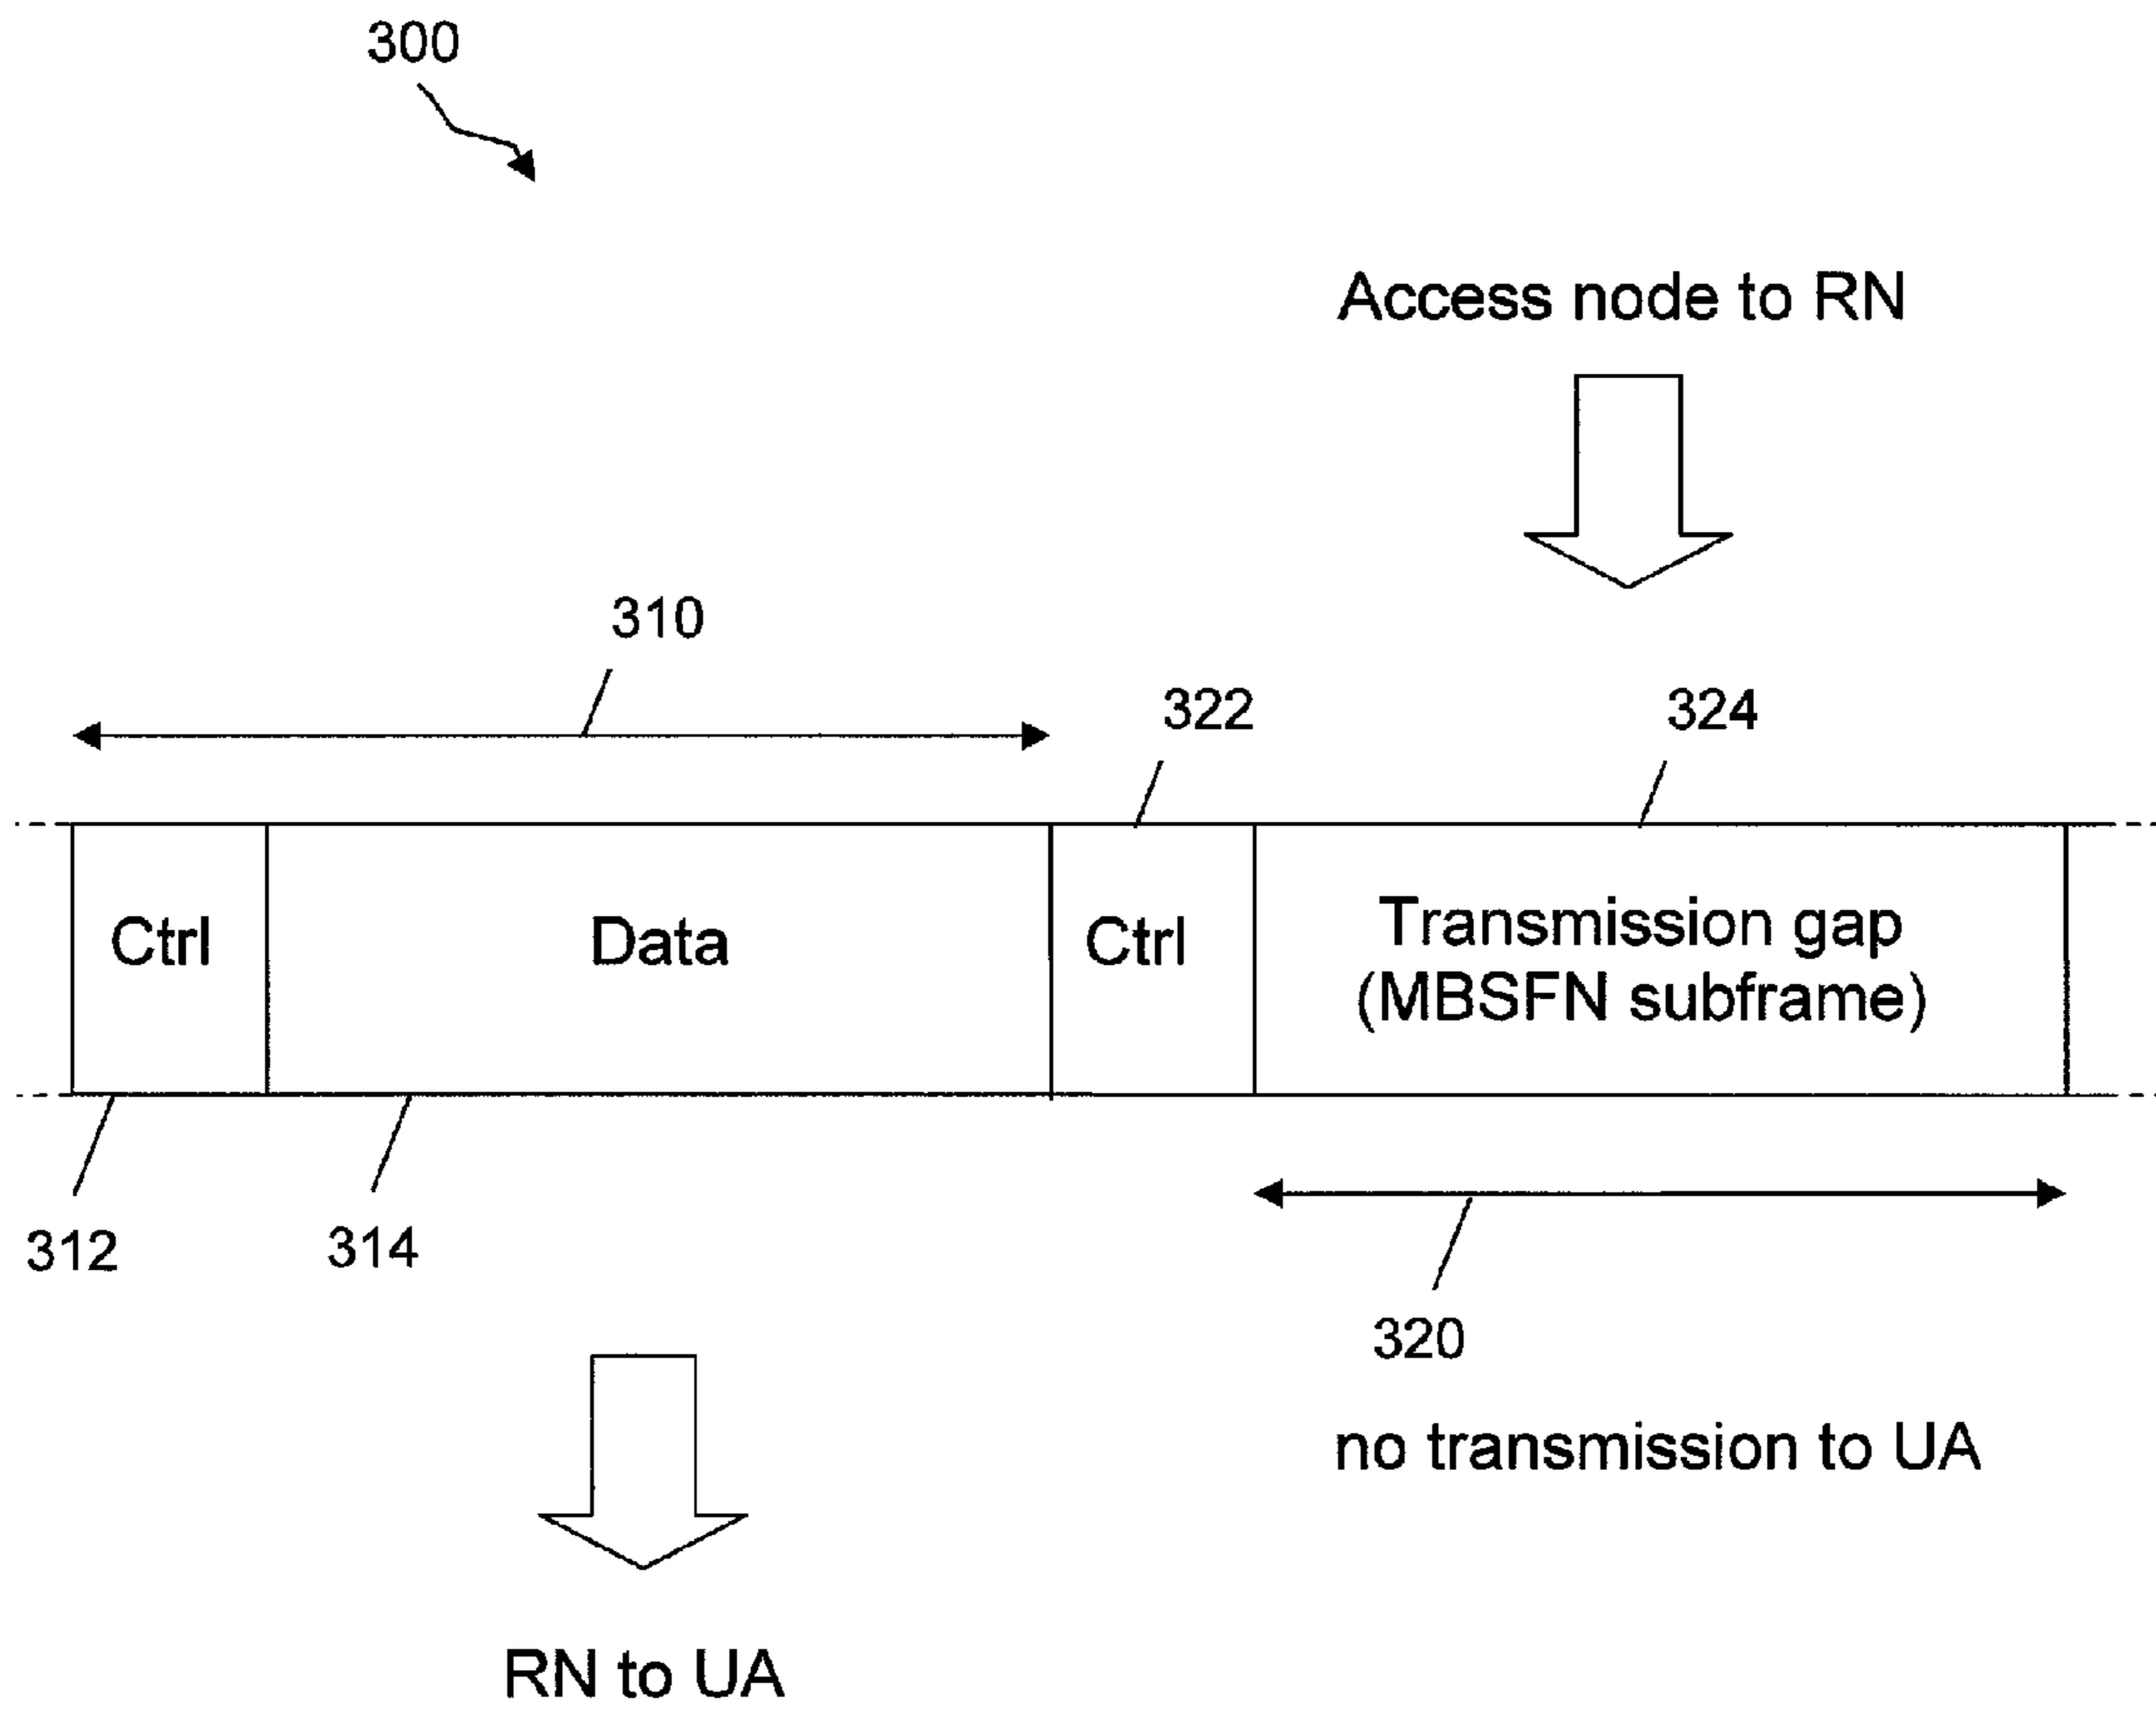 300
Access node to RN
310
322
324
Ctrl
Data
Ctrl
Transmission gap
(MBSFN subframe)
312
314
320
no transmission to UA
RN to UA